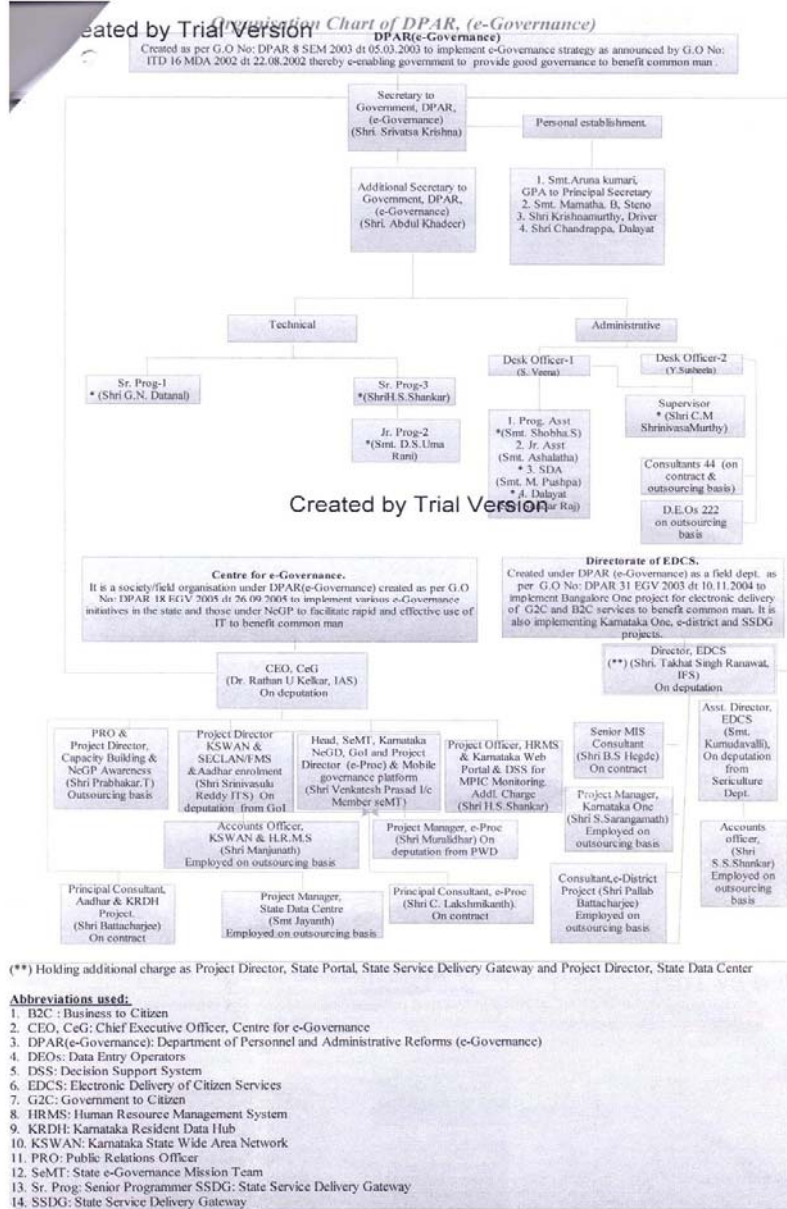 Organisation Chart of DPAR, (e-Governance)
eated by Trial Version
DPAR(e-Governance)
Created as per G.O No: DPAR 8 SEM 2003 dt 05.03.2003 to implement e-Governance strategy as announced by G.O No:
ITD 16 MDA 2002 dt 22.08.2002 thereby e-enabling government to provide good governance to benefit common man .
Secretary to
Government, DPAR,
(e-Governance)
(Shri. Srivatsa Krishna)
Personal establishment.
Additional Secretary to
Government, DPAR,
(e-Governance)
(Shri. Abdul Khadeer)
1. Smt.Aruna kumari,
GPA to Principal Secretary
2. Smt. Mamatha. B, Steno
3. Shri Krishnamurthy, Driver
4. Shri Chandrappa, Dalayat
Technical
Administrative
Sr. Prog-1
* (Shri G.N. Datanal)
Sr. Prog-3
*(ShriH.S.Shankar)
Jr. Prog-2
*(Smt. D.S.Uma
Rani)
Desk Officer-1
(S. Veena)
Desk Officer-2
(Y.Susheela)
1. Prog. Asst
*(Smt. Shobha.S)
2. Jr. Asst
(Smt. Ashalatha)
* 3. SDA
(Smt. M. Pushpa)
* 4. Dalayat
Raj)
Supervisor
* (Shri C.M
ShrinivasaMurthy)
Consultants 44 (on
contract &
outsourcing basis)
D.E.Os 222
on outsourcing
basis
Created by Trial Version
Centre for e-Governance.
It is a society/field organisation under DPAR(e-Governance) created as per G.O
No: DPAR 18 EGV 2005 dt 26.09.2005 to implement various e-Governance
initiatives in the state and those under NeGP to facilitate rapid and effective use of
IT to benefit common man
Directorate of EDCS.
Created under DPAR (e-Governance) as a field dept. as
per G.O No: DPAR 31 EGV 2003 dt 10.11.2004 to
implement Bangalore One project for electronic delivery
of G2C and B2C services to benefit common man. It is
also implementing Karnataka One, e-district and SSDG
projects.
CEO, CeG
(Dr. Rathan U Kelkar, IAS)
On deputation
Director, EDCS
(**) (Shri. Takhat Singh Ranawat,
IFS)
On deputation
PRO &
Project Director,
Capacity Building &
NeGP Awareness
(Shri Prabhakar.T)
Outsourcing basis
Project Director
KSWAN &
SECLAN/FMS
&Aadhar enrolment
(Shri Srinivasulu
Reddy ITS) On
deputation from GoI
Head, SeMT, Karnataka
NeGD, GoI and Project
Director (e-Proc) & Mobile
governance platform
(Shri Venkatesh Prasad I/c
Member seMT)
Project Officer, HRMS
& Karnataka Web
Portal & DSS for
MPIC Monitoring.
Addl. Charge
(Shri H.S.Shankar)
Senior MIS
Consultant
(Shri B.S Hegde)
On contract
Asst. Director,
EDCS
(Smt.
Kumudavalli),
On deputation
from
Sericulture
Dept.
Accounts Officer,
KSWAN & H.R.M.S
(Shri Manjunath)
Employed on outsourcing basis
Project Manager, e-Proc
(Shri Muralidhar) On
deputation from PWD
Project Manager,
Karnataka One
(Shri S.Sarangamath)
Employed on
outsourcing basis
Accounts
officer,
(Shri
S.S.Shankar)
Employed on
outsourcing
basis
Principal Consultant,
Aadhar & KRDH
Project.
(Shri Battacharjee)
On contract
Project Manager,
State Data Centre
(Smt Jayanth)
Employed on outsourcing basis
Principal Consultant, e-Proc
(Shri C. Lakshmikanth).
On contract
Consultant,e-District
Project (Shri Pallab
Battacharjee)
Employed on
outsourcing basis
(**) Holding additional charge as Project Director, State Portal, State Service Delivery Gateway and Project Director, State Data Center
Abbreviations used:
1. B2C : Business to Citizen
2. CEO, CeG: Chief Executive Officer, Centre for e-Governance
3. DPAR(e-Governance): Department of Personnel and Administrative Reforms (e-Governance)
4. DEOs: Data Entry Operators
5. DSS: Decision Support System
6. EDCS: Electronic Delivery of Citizen Services
7. G2C: Government to Citizen
8. HRMS: Human Resource Management System
9. KRDH: Karnataka Resident Data Hub
10. KSWAN: Karnataka State Wide Area Network
11. PRO: Public Relations Officer
12. SeMT: State e-Governance Mission Team
13. Sr. Prog: Senior Programmer SSDG: State Service Delivery Gateway
14. SSDG: State Service Delivery Gateway